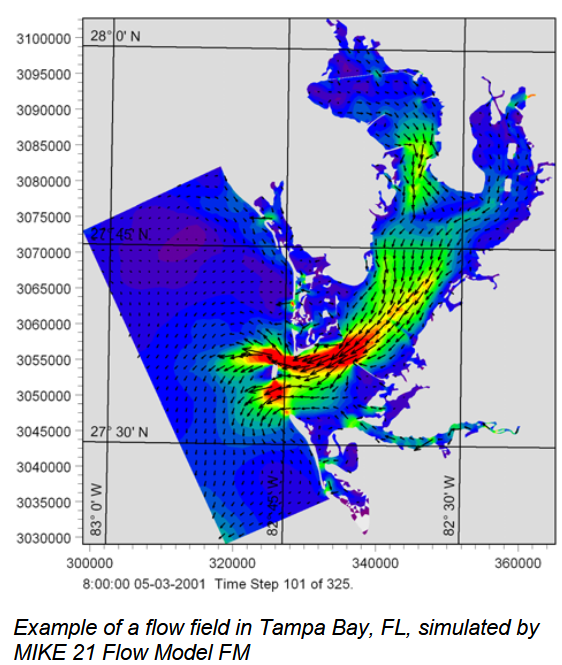 3100000
28° 0' N
3095000
3090000
3085000
3080000
3075000
27° 45' N
3070000
3065000
3060000
3055000
3050000
3045000
27° 30' N
3040000
3035000
3030000
83° 0' W
82° 45' W
82° 30' W
300000 320000 340000 360000
8:00:00 05-03-2001 Time Step 101 of 325.
Example of a flow field in Tampa Bay, FL, simulated by
MIKE 21 Flow Model FM